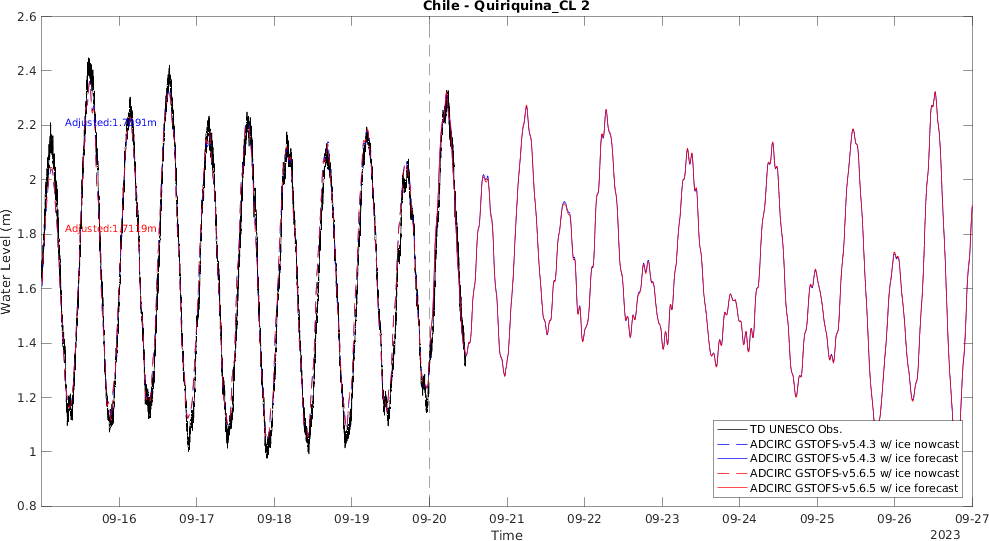 Chile - Quiriquina_CL 2
2.6
2.4
2.2
2
1.8
1.6
1.4
1.2
1
0.8
Water Level (m)
Adjusted:1.7191m
Adjusted:1.7119m
TD UNESCO Obs.
ADCIRC GSTOFS-v5.4.3 w/ ice nowcast
ADCIRC GSTOFS-v5.4.3 w/ ice forecast
ADCIRC GSTOFS-v5.6.5 w/ ice nowcast
ADCIRC GSTOFS-v5.6.5 w/ ice forecast
09-16 09-17 09-18 09-19 09-20 09-21 09-22 09-23 09-24 09-25 09-26 09-27
Time
2023